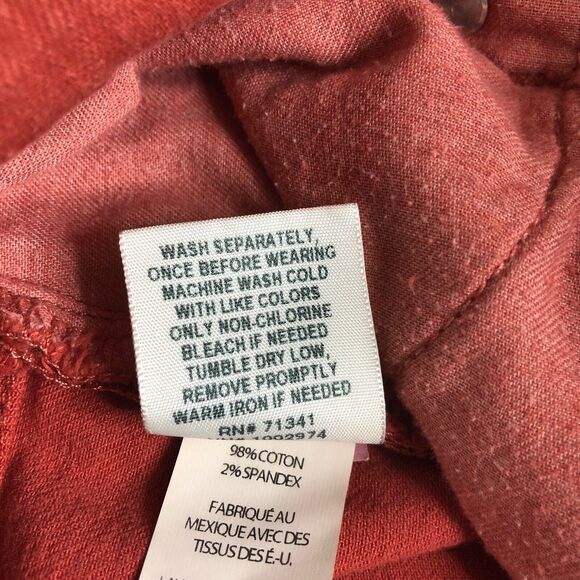 WASH SEPARATELY,
ONCE BEFORE WEARING
MACHINE WASH COLD
WITH LIKE COLORS
ONLY NON-CHLORINE
BLEACH IF NEEDED
TUMBLE DRY LOW,
REMOVE PROMPTLY
WARM IRON IF NEEDED
RN# 71341
1092974
98% COTON
2% SPANDEX
FABRIQUÉ AU
MEXIQUE AVEC DES
TISSUS DES É.-U.